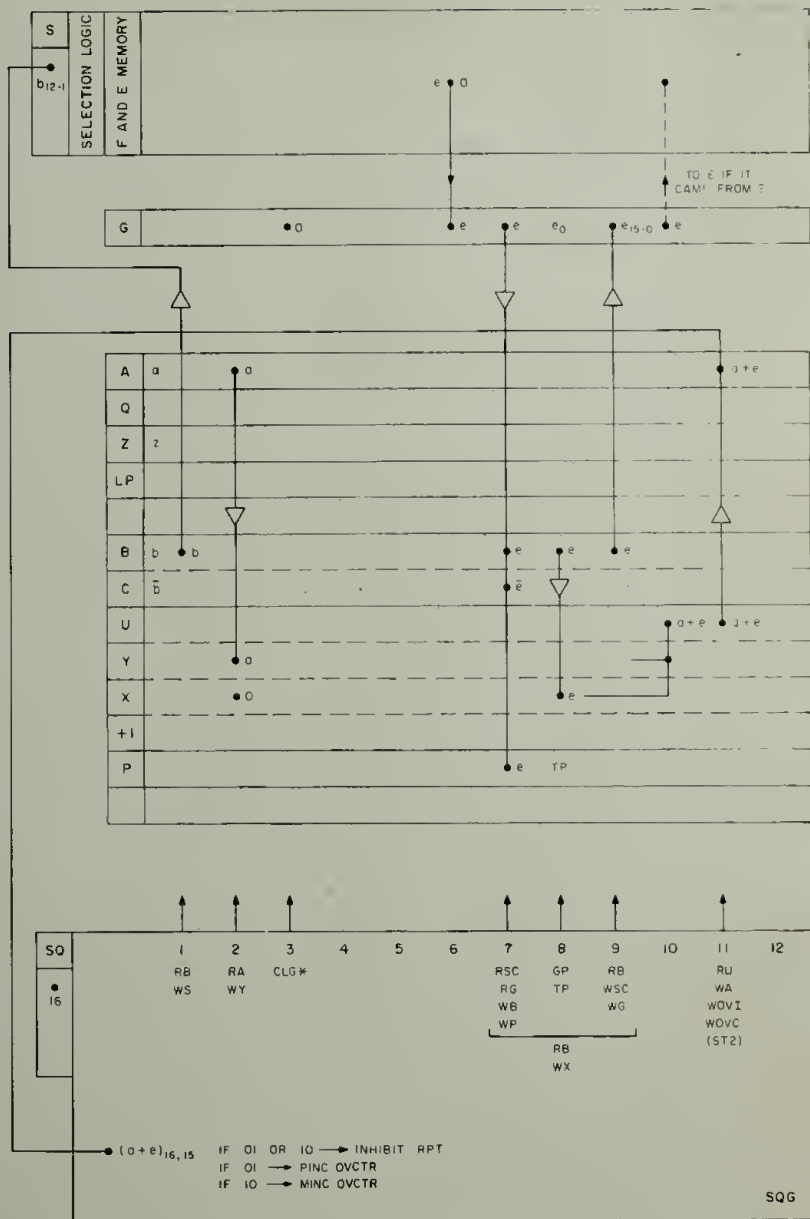 S
b12-1
SELECTION LOGIC
F AND E MEMORY
e 0
TO E IF IT
FROM
G 0 e e e0 e15-0 e
A a a a+e
Q
Z z
LP
B b b e e e
C b̄ ē
U a+e a+e
Y a
X 0 e
+1
P e TP
SQ 1 2 3 4 5 6 7 8 9 10 11 12
16
RB RA CLG* RSC GP RB RU
WS WY RG TP WSC WA
WB WG WOVI
WP WOVC
(ST2)
RB
WX
(a+e)16,15 IF 01 OR 10 → INHIBIT RPT
IF 01 → PINC OVCTR
IF 10 → MINC OVCTR
SQG